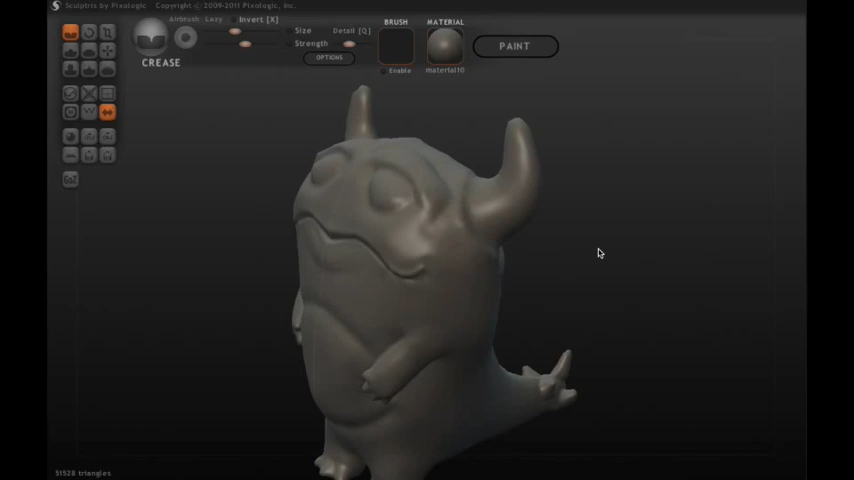 Sculptris by Pixologic Copyright © 2009-2011 Pixologic, Inc.
Airbrush Lazy Invert [X]
Size Detail [Q]
Strength
OPTIONS
CREASE
BRUSH
Enable
MATERIAL
material10
PAINT
GoZ
51528 triangles